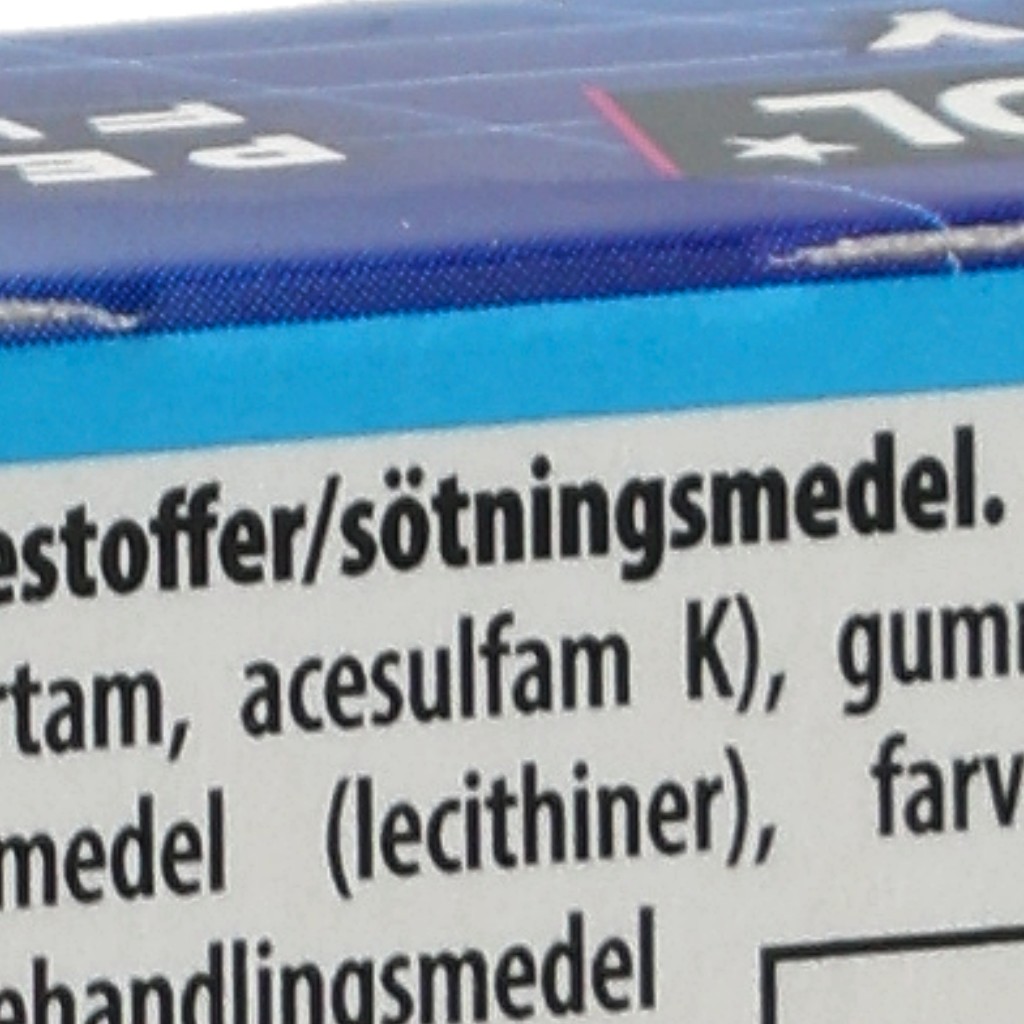 estoffer/sötningsmedel.
rtam, acesulfam K), gum
medel (lecithiner), farv
ehandlingsmedel